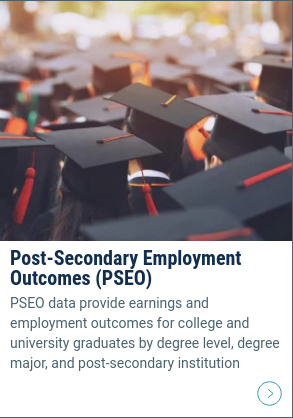 Post-Secondary Employment
Outcomes (PSEO)
PSEO data provide earnings and
employment outcomes for college and
university graduates by degree level, degree
major, and post-secondary institution